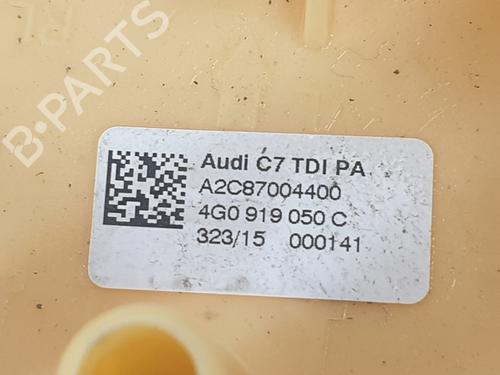 B-PARTS
Audi C7 TDI PA
A2C87004400
4G0 919 050 C
323/15 000141